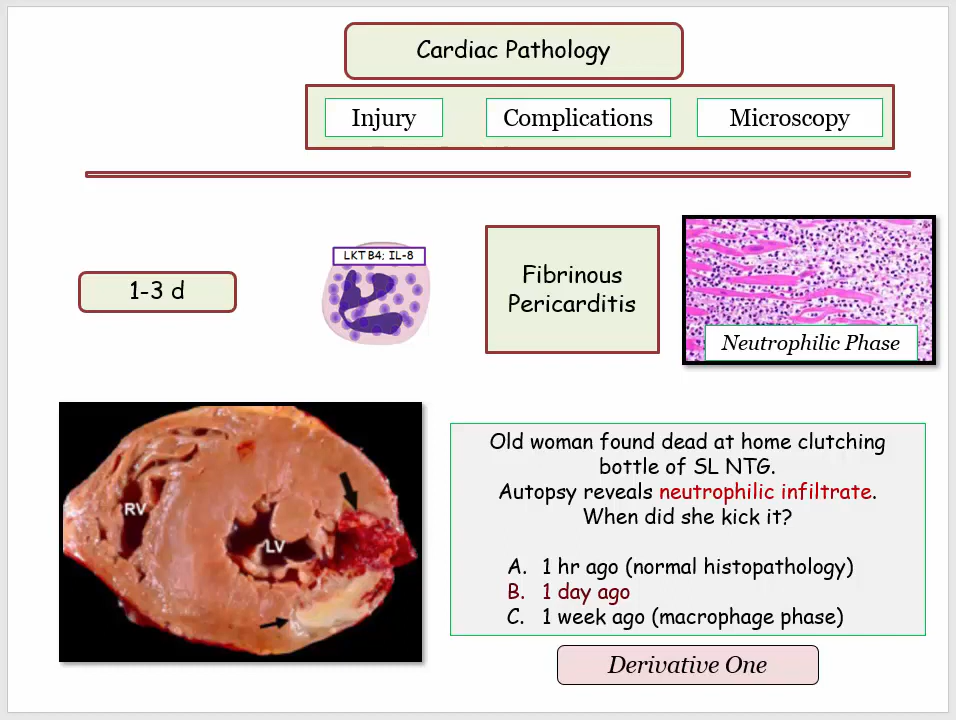 Cardiac Pathology
Injury
Complications
Microscopy
1-3 d
LKT B4; IL-8
Fibrinous
Pericarditis
Neutrophilic Phase
RV
LV
Old woman found dead at home clutching
bottle of SL NTG.
Autopsy reveals neutrophilic infiltrate.
When did she kick it?
A. 1 hr ago (normal histopathology)
B. 1 day ago
C. 1 week ago (macrophage phase)
Derivative One